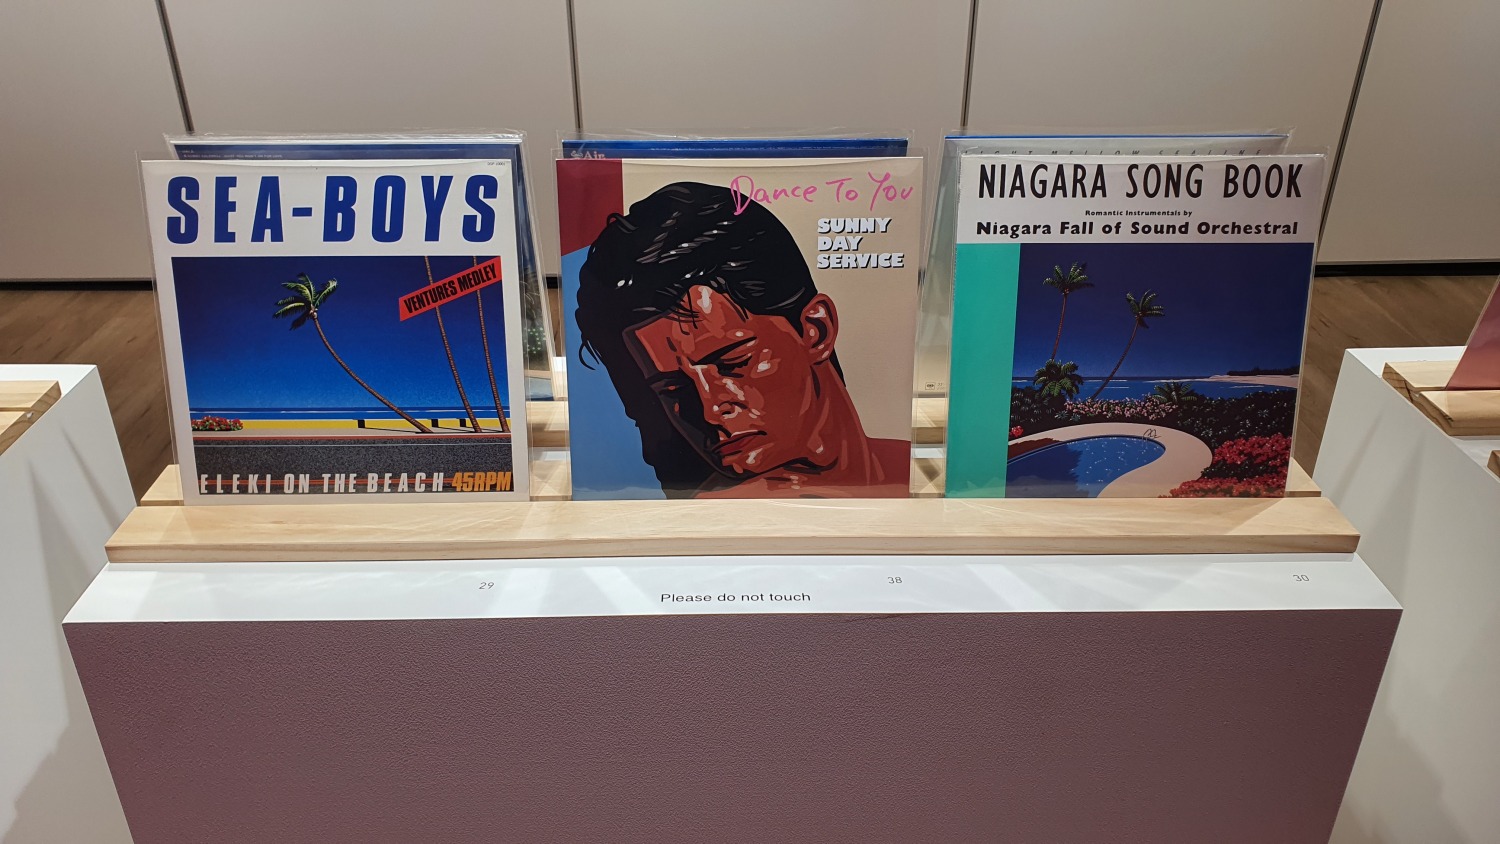 SEA-BOYS
VENTURES MEDLEY
ELEKI ON THE BEACH 45RPM
Air
Dance To You
SUNNY
DAY
SERVICE
NIAGARA SONG BOOK
Romantic Instrumentals by
Niagara Fall of Sound Orchestral
29
38
30
Please do not touch